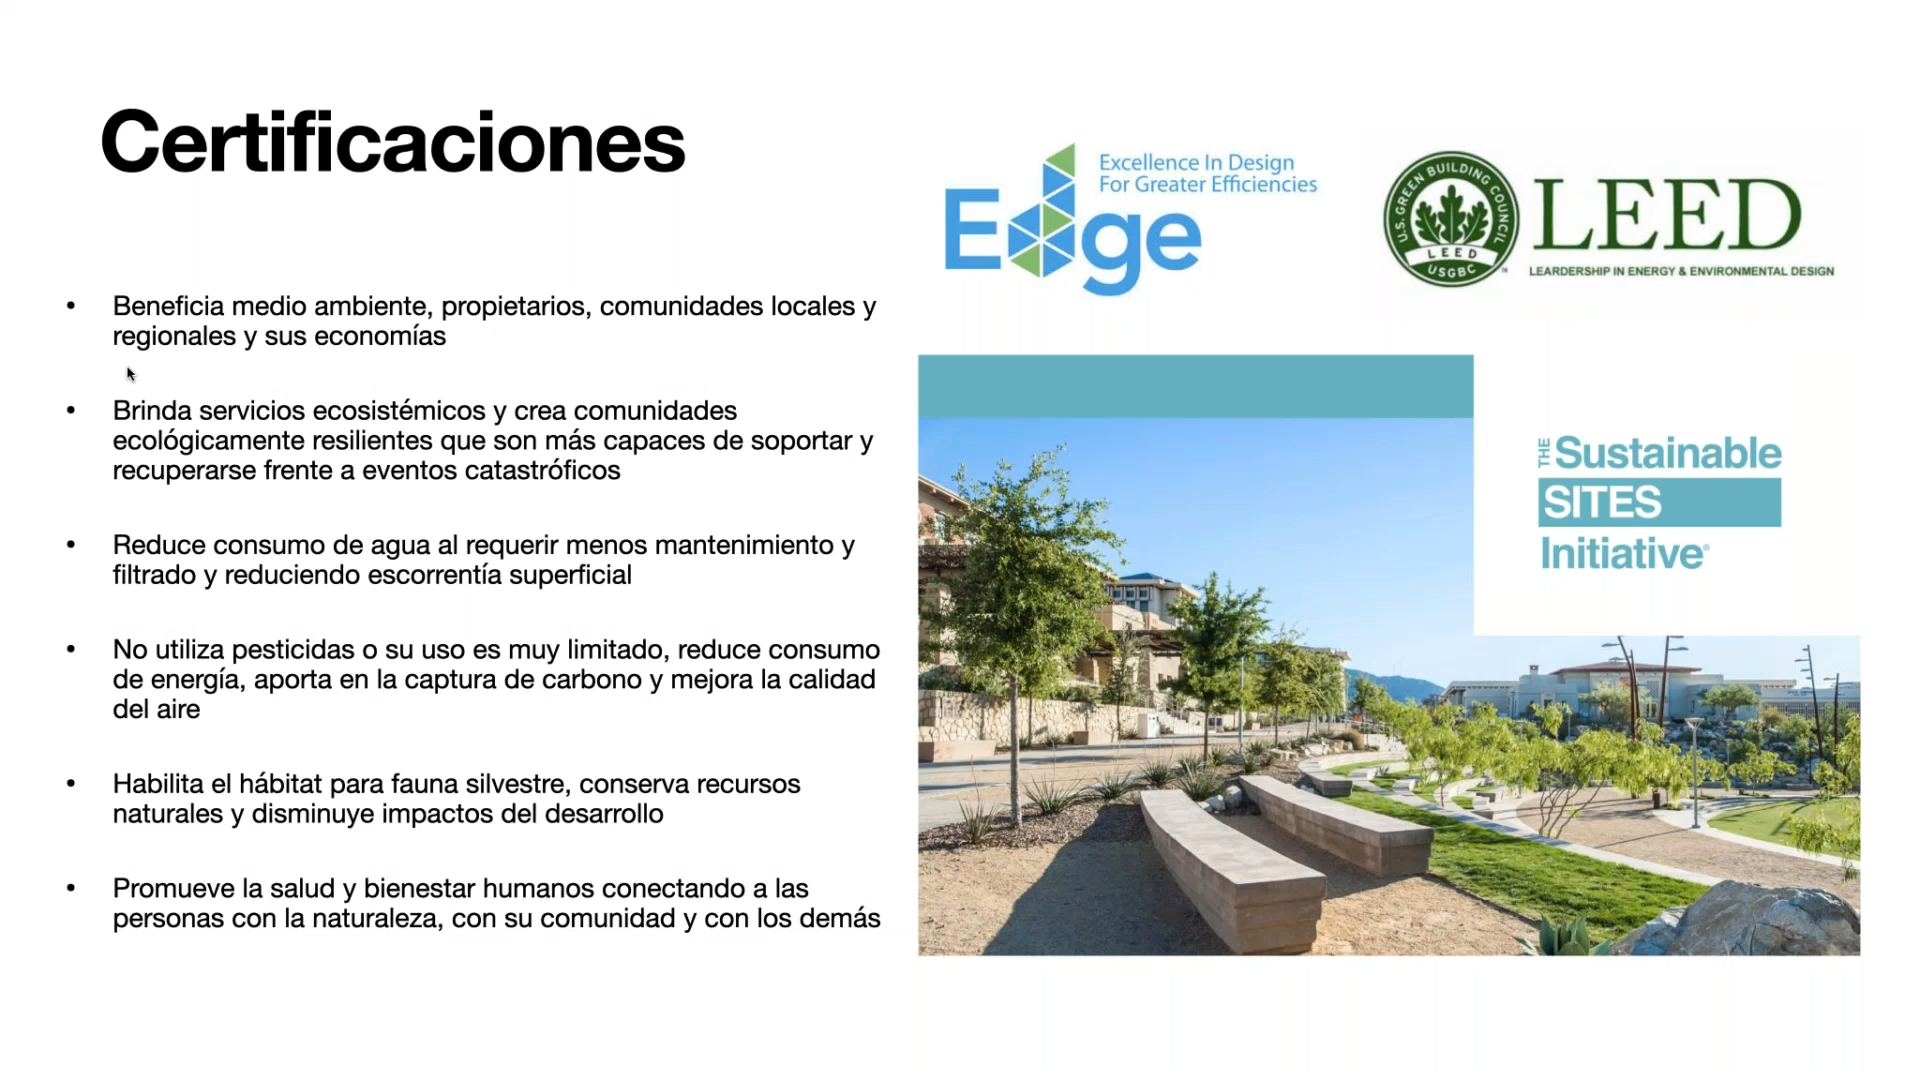 Certificaciones
• Beneficia medio ambiente, propietarios, comunidades locales y
regionales y sus economías
• Brinda servicios ecosistémicos y crea comunidades
ecológicamente resilientes que son más capaces de soportar y
recuperarse frente a eventos catastróficos
• Reduce consumo de agua al requerir menos mantenimiento y
filtrado y reduciendo escorrentía superficial
• No utiliza pesticidas o su uso es muy limitado, reduce consumo
de energía, aporta en la captura de carbono y mejora la calidad
del aire
• Habilita el hábitat para fauna silvestre, conserva recursos
naturales y disminuye impactos del desarrollo
• Promueve la salud y bienestar humanos conectando a las
personas con la naturaleza, con su comunidad y con los demás
Excellence In Design
For Greater Efficiencies
Edge
U.S. GREEN BUILDING COUNCIL
LEED
USGBC
LEED
LEARDERSHIP IN ENERGY & ENVIRONMENTAL DESIGN
THE Sustainable
SITES
Initiative®